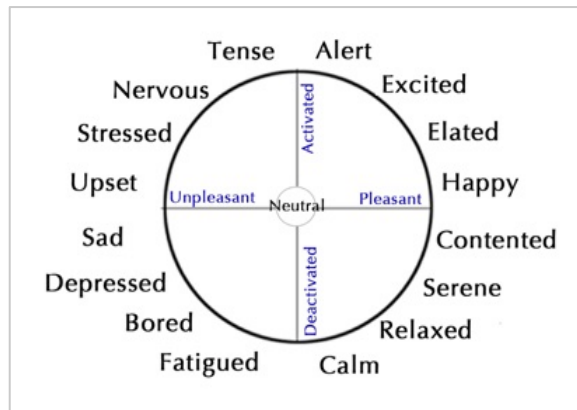 Tense Alert
Nervous Excited
Stressed Elated
Activated
Upset Happy
Unpleasant Pleasant
Neutral
Sad Contented
Depressed Serene
Deactivated
Bored Relaxed
Fatigued Calm